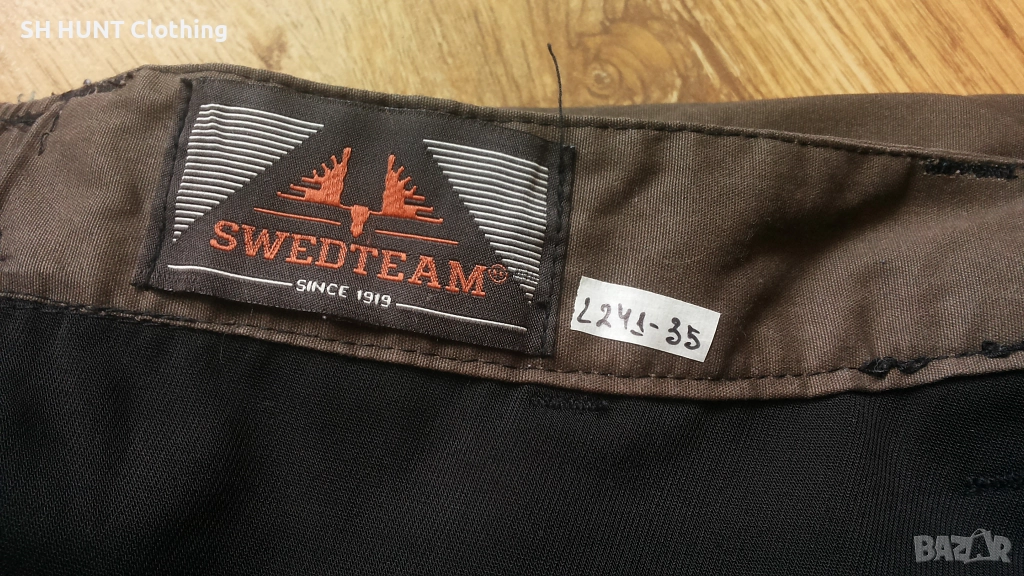 SH HUNT Clothing
SWEDTEAM®
SINCE 1919
L241-35
BAZAR